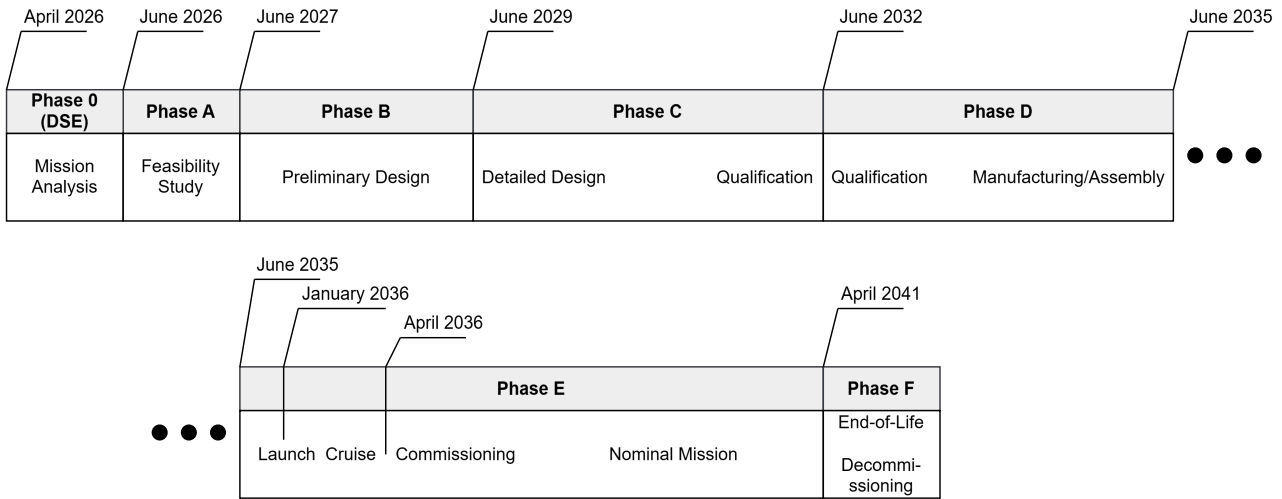 April 2026
June 2026
June 2027
June 2029
June 2032
June 2035
Phase 0
(DSE)
Phase A
Phase B
Phase C
Phase D
Mission
Analysis
Feasibility
Study
Preliminary Design
Detailed Design
Qualification
Qualification
Manufacturing/Assembly
June 2035
January 2036
April 2036
April 2041
Phase E
Phase F
Launch
Cruise
Commissioning
Nominal Mission
End-of-Life
Decommi-
ssioning